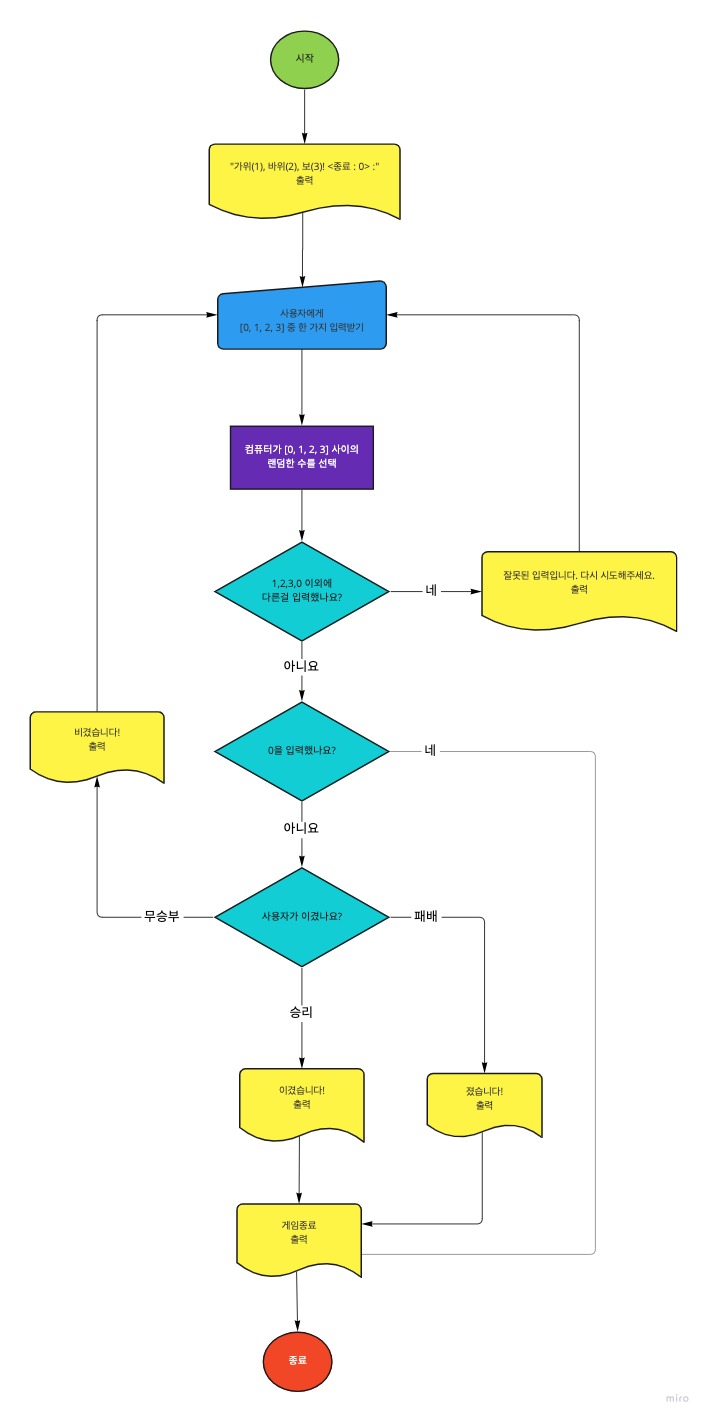 시작
"가위(1), 바위(2), 보(3)! <종료 : 0> :"
출력
사용자에게
[0, 1, 2, 3] 중 한 가지 입력받기
컴퓨터가 [0, 1, 2, 3] 사이의
랜덤한 수를 선택
1,2,3,0 이외에
다른걸 입력했나요?
네
잘못된 입력입니다. 다시 시도해주세요.
출력
아니요
비겼습니다!
출력
0을 입력했나요?
네
아니요
무승부
사용자가 이겼나요?
패배
승리
이겼습니다!
출력
졌습니다!
출력
게임종료
출력
종료
miro